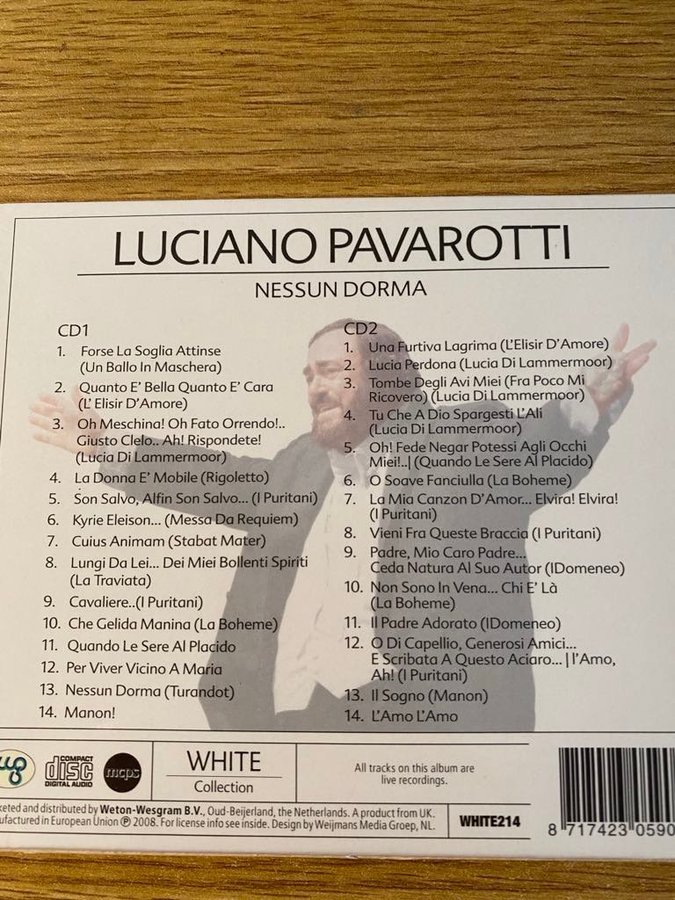 LUCIANO PAVAROTTI
NESSUN DORMA
CD1
1. Forse La Soglia Attinse
(Un Ballo In Maschera)
2. Quanto E' Bella Quanto E' Cara
(L' Elisir D'Amore)
3. Oh Meschina! Oh Fato Orrendo!..
Giusto Clelo.. Ah! Rispondete!
(Lucia Di Lammermoor)
4. La Donna E' Mobile (Rigoletto)
5. Son Salvo, Alfin Son Salvo... (I Puritani)
6. Kyrie Eleison... (Messa Da Requiem)
7. Cuius Animam (Stabat Mater)
8. Lungi Da Lei... Dei Miei Bollenti Spiriti
(La Traviata)
9. Cavaliere..(I Puritani)
10. Che Gelida Manina (La Boheme)
11. Quando Le Sere Al Placido
12. Per Viver Vicino A Maria
13. Nessun Dorma (Turandot)
14. Manon!
CD2
1. Una Furtiva Lagrima (L'Elisir D'Amore)
2. Lucia Perdona (Lucia Di Lammermoor)
3. Tombe Degli Avi Miei (Fra Poco Mi
Ricovero) (Lucia Di Lammermoor)
4. Tu Che A Dio Spargesti L'Ali
(Lucia Di Lammermoor)
5. Oh! Fede Negar Potessi Agli Occhi
Miei!..| (Quando Le Sere Al Placido)
6. O Soave Fanciulla (La Boheme)
7. La Mia Canzon D'Amor... Elvira! Elvira!
(I Puritani)
8. Vieni Fra Queste Braccia (I Puritani)
9. Padre, Mio Caro Padre...
Ceda Natura Al Suo Autor (IDomeneo)
10. Non Sono In Vena... Chi E' Là
(La Boheme)
11. Il Padre Adorato (IDomeneo)
12. O Di Capellio, Generosi Amici...
E Scribata A Questo Aciaro... | l'Amo,
Ah! (I Puritani)
13. Il Sogno (Manon)
14. L'Amo L'Amo
COMPACT
disc
DIGITAL AUDIO
mcps
WHITE
Collection
All tracks on this album are
live recordings.
keted and distributed by Weton-Wesgram B.V., Oud-Beijerland, the Netherlands. A product from UK.
ufactured in European Union ℗ 2008. For license info see inside. Design by Weijmans Media Groep, NL.
WHITE214
8 717423 0590